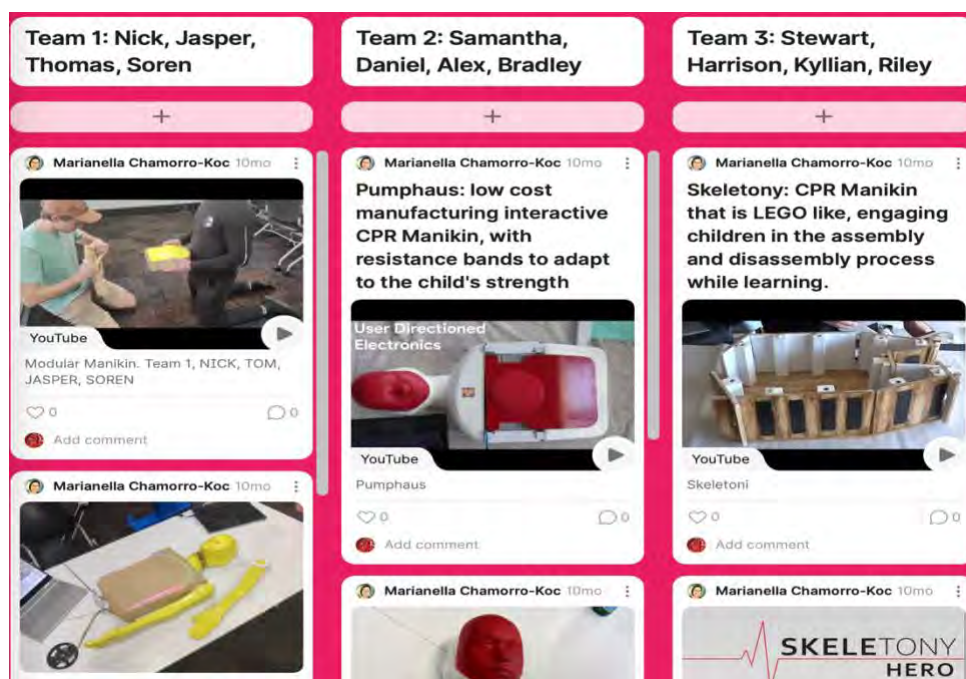 Team 1: Nick, Jasper,
Thomas, Soren
+
Marianella Chamorro-Koc 10mo
YouTube
Modular Manikin. Team 1, NICK, TOM,
JASPER, SOREN
0
0
Add comment
Marianella Chamorro-Koc 10mo
Team 2: Samantha,
Daniel, Alex, Bradley
+
Marianella Chamorro-Koc 10mo
Pumphaus: low cost
manufacturing interactive
CPR Manikin, with
resistance bands to adapt
to the child's strength
User Directioned
Electronics
YouTube
Pumphaus
0
0
Add comment
Marianella Chamorro-Koc 10mo
Team 3: Stewart,
Harrison, Kyllian, Riley
+
Marianella Chamorro-Koc 10mo
Skeletony: CPR Manikin
that is LEGO like, engaging
children in the assembly
and disassembly process
while learning.
YouTube
Skeletoni
0
0
Add comment
Marianella Chamorro-Koc 10mo
SKELETONY
HERO